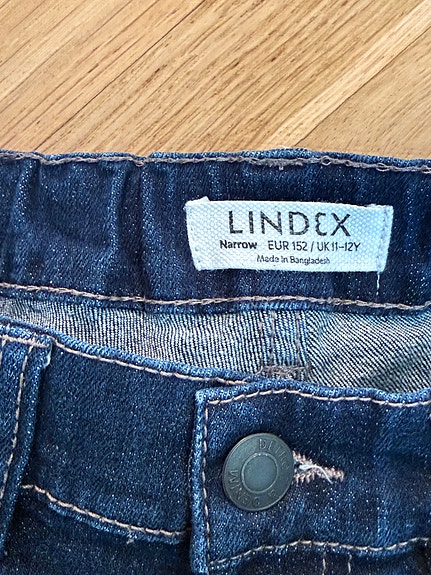 LINDEX
Narrow EUR 152 / UK 11-12Y
Made in Bangladesh